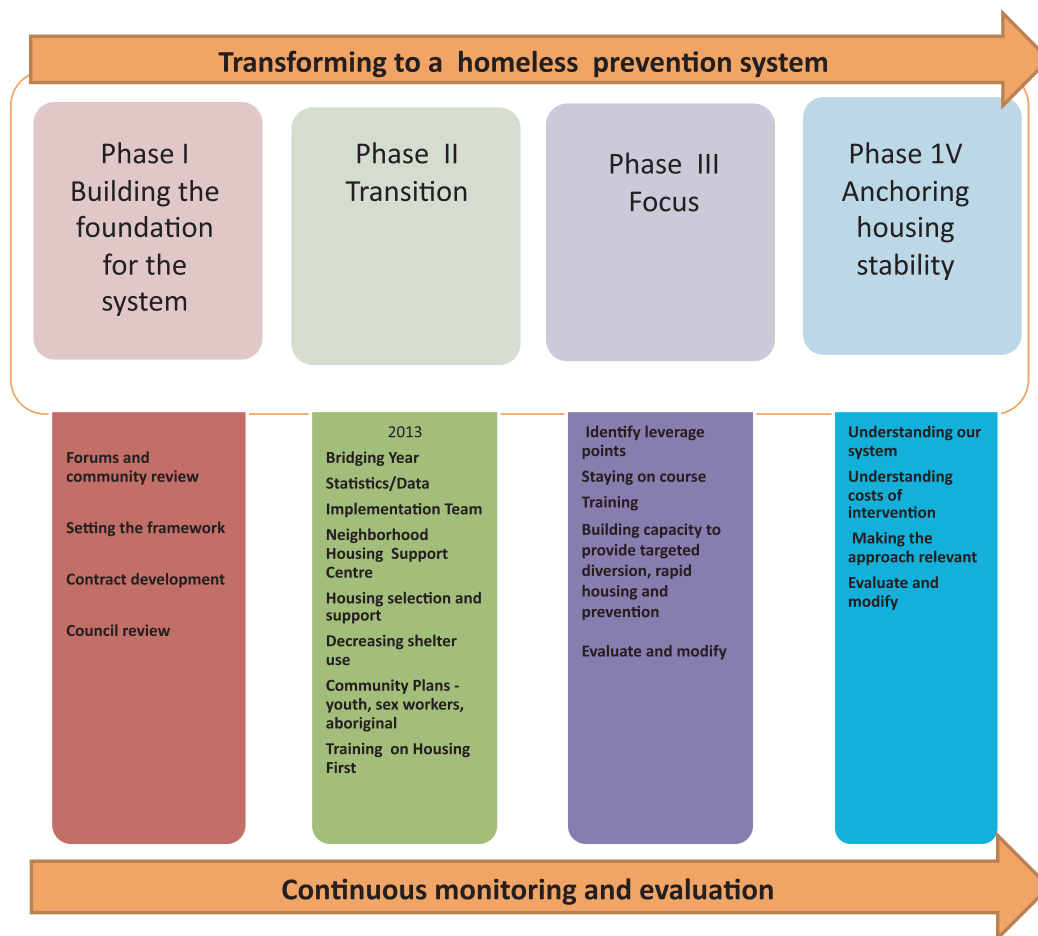 Transforming to a homeless prevention system
Phase I
Building the
foundation
for the
system
Phase II
Transition
Phase III
Focus
Phase 1V
Anchoring
housing
stability
Forums and
community review
Setting the framework
Contract development
Council review
2013
Bridging Year
Statistics/Data
Implementation Team
Neighborhood
Housing Support
Centre
Housing selection and
support
Decreasing shelter
use
Community Plans -
youth, sex workers,
aboriginal
Training on Housing
First
Identify leverage
points
Staying on course
Training
Building capacity to
provide targeted
diversion, rapid
housing and
prevention
Evaluate and modify
Understanding our
system
Understanding
costs of
intervention
Making the
approach relevant
Evaluate and
modify
Continuous monitoring and evaluation